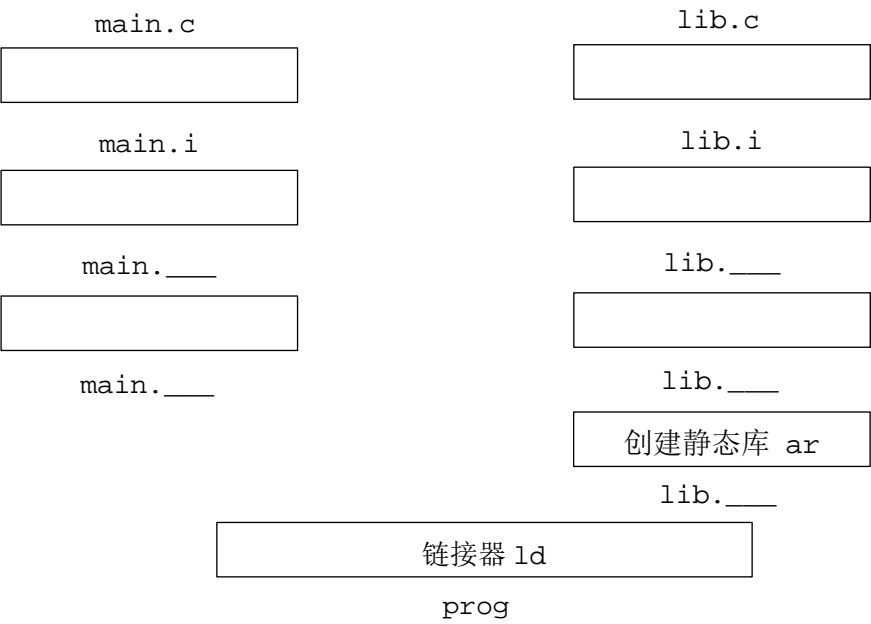 main.c lib.c
main.i lib.i
main.___ lib.___
main.___ lib.___
创建静态库 ar
lib.___
链接器 ld
prog